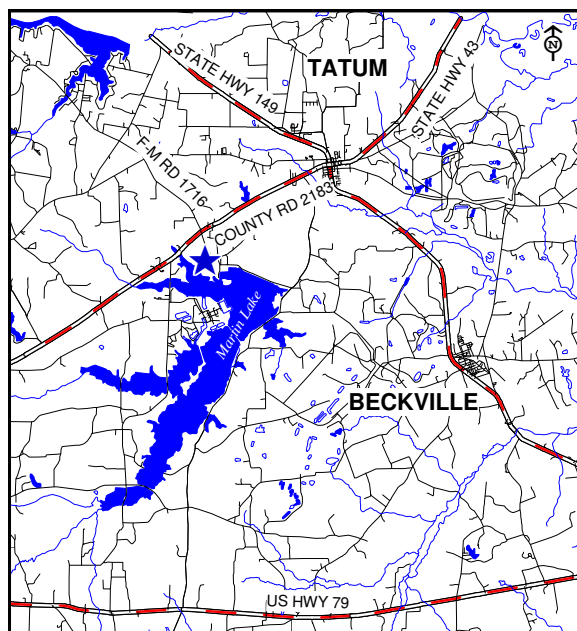 TATUM
STATE HWY 149
STATE HWY 43
N
F-M RD 1716
COUNTY RD 2183
Martin Lake
BECKVILLE
US HWY 79